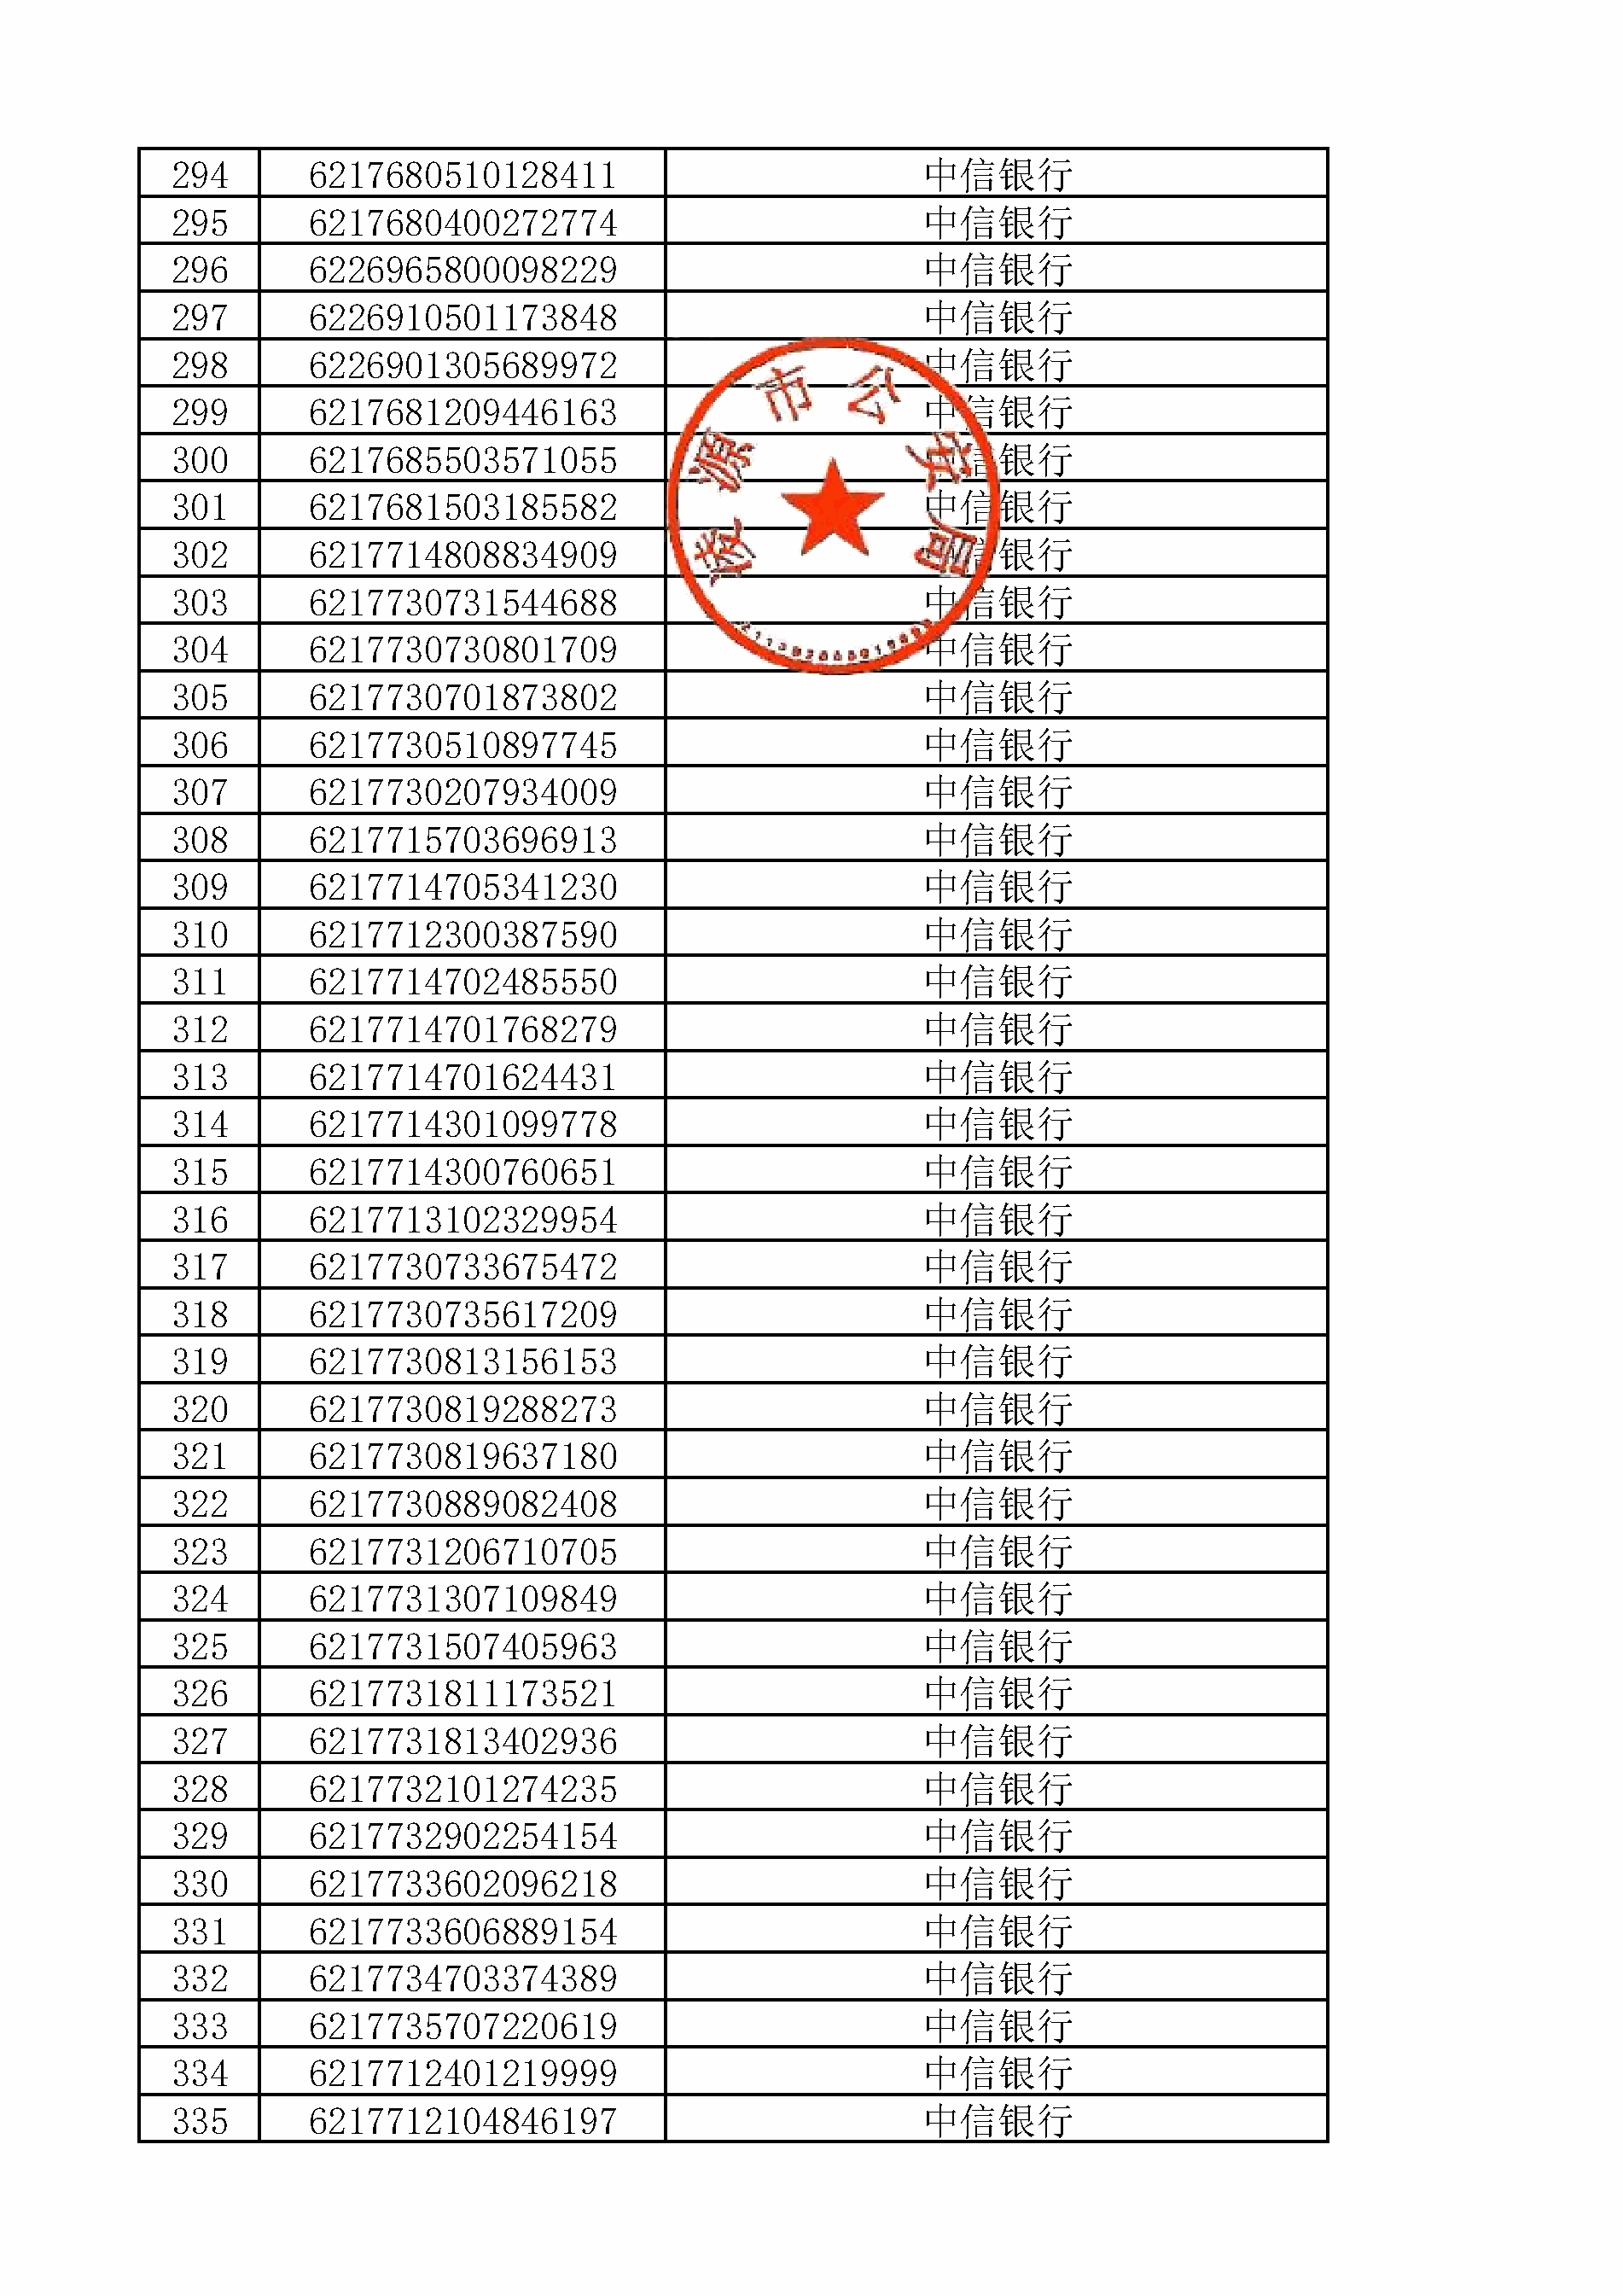 294 6217680510128411 中信银行
295 6217680400272774 中信银行
296 6226965800098229 中信银行
297 6226910501173848 中信银行
298 6226901305689972 中信银行
299 6217681209446163 中信银行
300 6217685503571055 中信银行
301 6217681503185582 中信银行
302 6217714808834909 中信银行
303 6217730731544688 中信银行
304 6217730730801709 中信银行
305 6217730701873802 中信银行
306 6217730510897745 中信银行
307 6217730207934009 中信银行
308 6217715703696913 中信银行
309 6217714705341230 中信银行
310 6217712300387590 中信银行
311 6217714702485550 中信银行
312 6217714701768279 中信银行
313 6217714701624431 中信银行
314 6217714301099778 中信银行
315 6217714300760651 中信银行
316 6217713102329954 中信银行
317 6217730733675472 中信银行
318 6217730735617209 中信银行
319 6217730813156153 中信银行
320 6217730819288273 中信银行
321 6217730819637180 中信银行
322 6217730889082408 中信银行
323 6217731206710705 中信银行
324 6217731307109849 中信银行
325 6217731507405963 中信银行
326 6217731811173521 中信银行
327 6217731813402936 中信银行
328 6217732101274235 中信银行
329 6217732902254154 中信银行
330 6217733602096218 中信银行
331 6217733606889154 中信银行
332 6217734703374389 中信银行
333 6217735707220619 中信银行
334 6217712401219999 中信银行
335 6217712104846197 中信银行
凌源市公安局